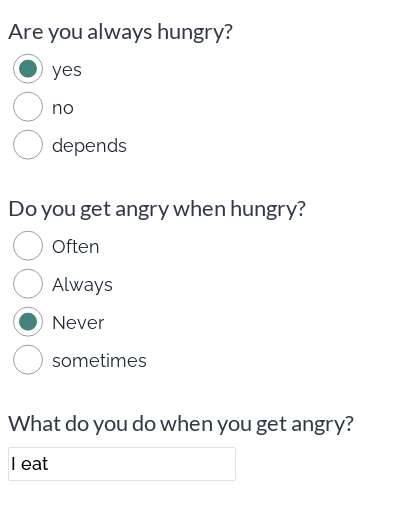 Are you always hungry?
yes
no
depends
Do you get angry when hungry?
Often
Always
Never
sometimes
What do you do when you get angry?
I eat